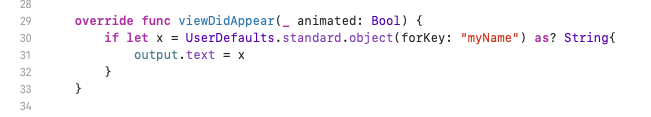 28
29 override func viewDidAppear(_ animated: Bool) {
30 if let x = UserDefaults.standard.object(forKey: "myName") as? String{
31 output.text = x
32 }
33 }
34